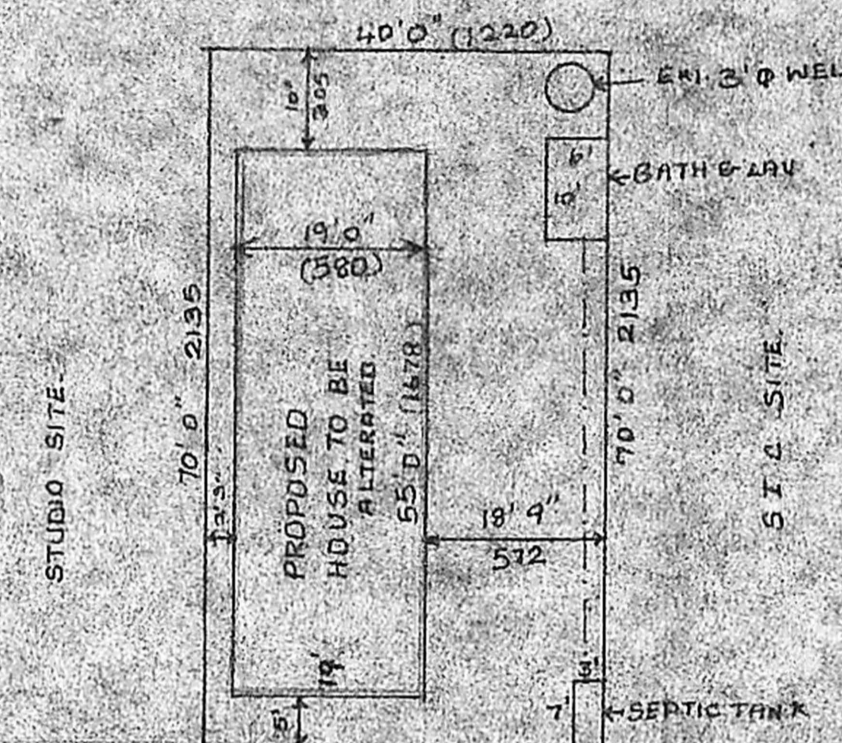 40'0" (1220)
10"
305
EXI. 3' Φ WEL
6'
10'
BATH & LAV
19'0"
(580)
70' 0" 2135
70' 0" 2135
STUDIO SITE.
2'3"
PROPOSED
HOUSE TO BE
ALTERATED
55'0" (1678)
18' 9"
572
S I C SITE.
19'
5'
7'
SEPTIC TANK